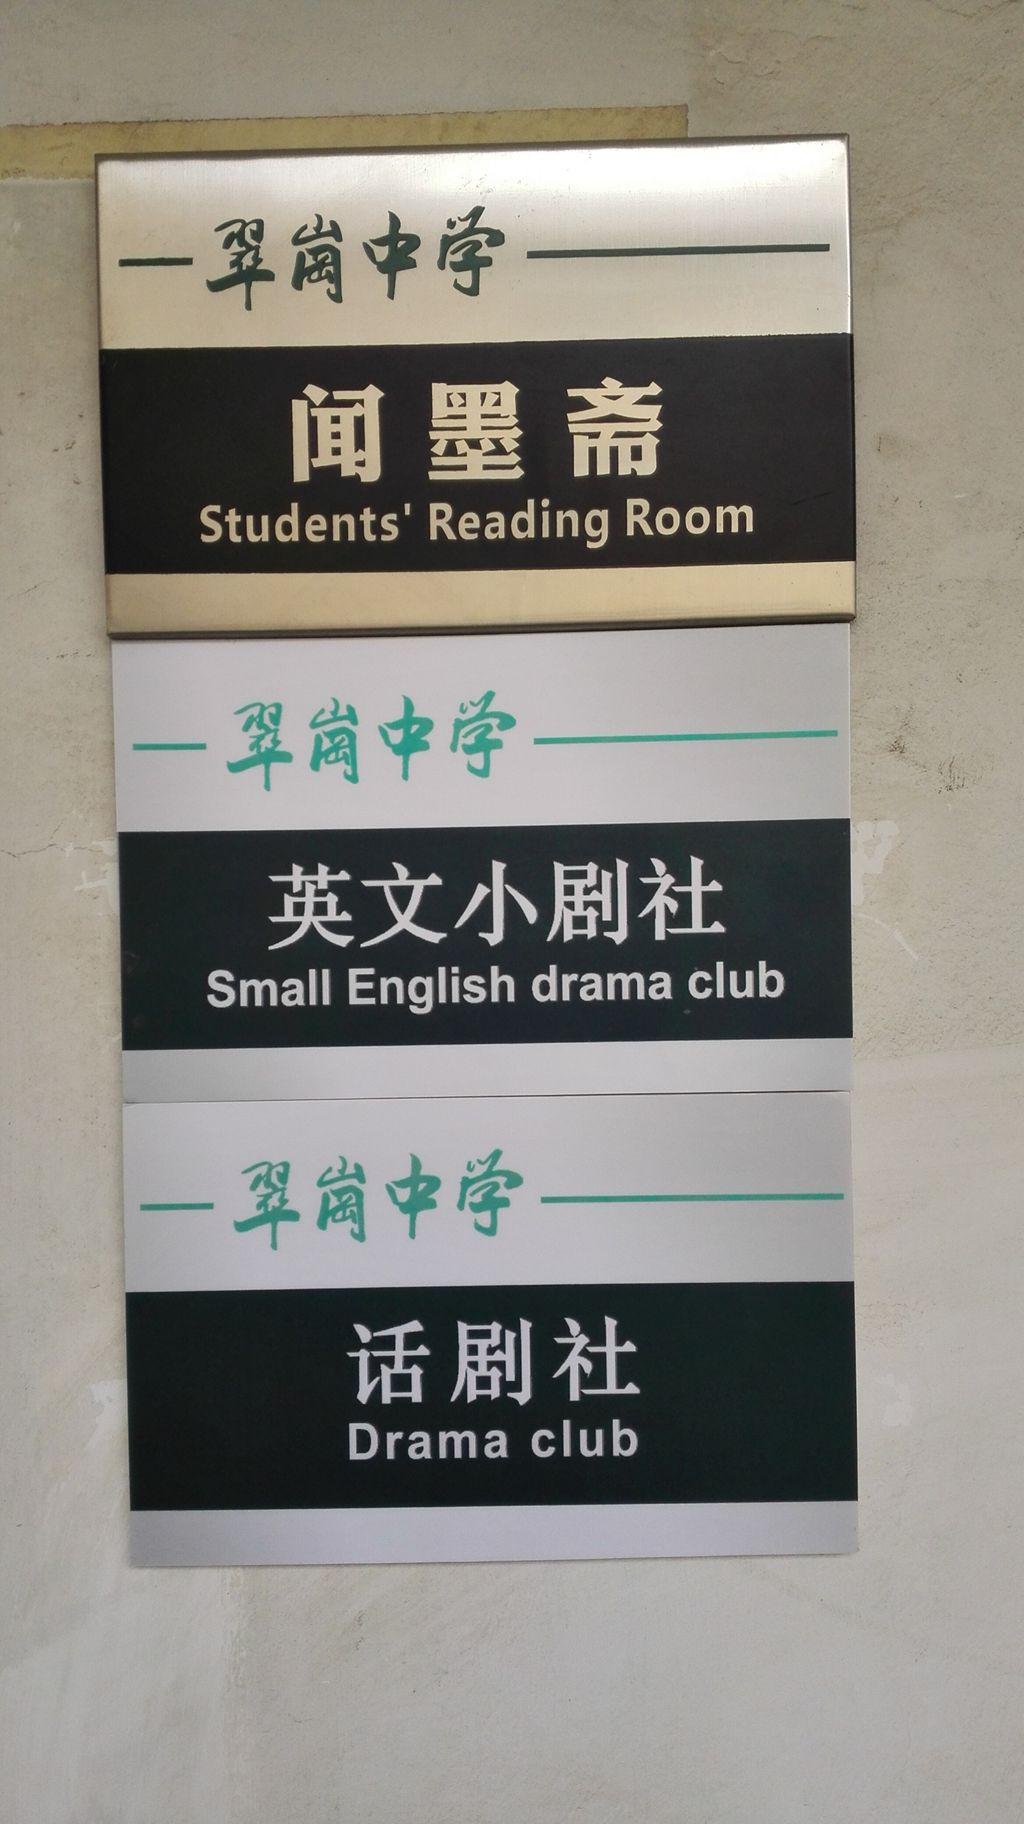 翠岗中学
闻墨斋
Students' Reading Room
翠岗中学
英文小剧社
Small English drama club
翠岗中学
话剧社
Drama club